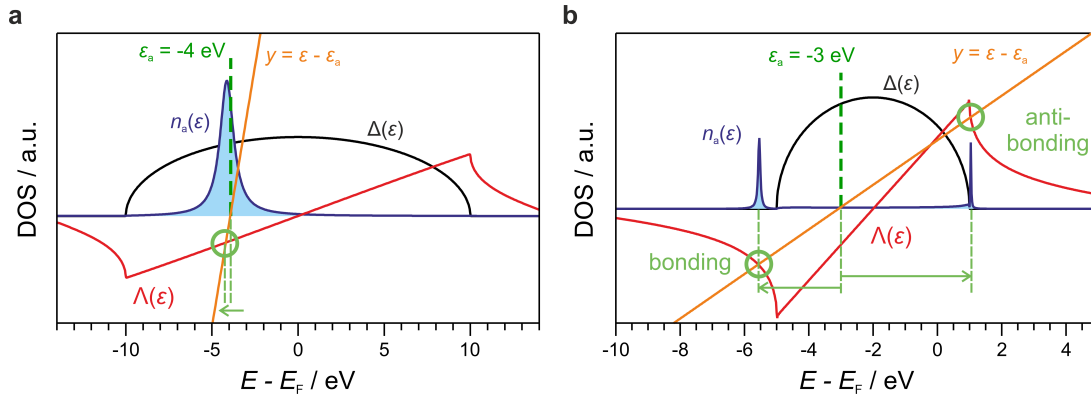 a
εa = -4 eV
y = ε - εa
na(ε)
Δ(ε)
Λ(ε)
DOS / a.u.
-10
-5
0
5
10
E - EF / eV
b
εa = -3 eV
y = ε - εa
Δ(ε)
na(ε)
anti-
bonding
bonding
Λ(ε)
DOS / a.u.
-10
-8
-6
-4
-2
0
2
4
E - EF / eV